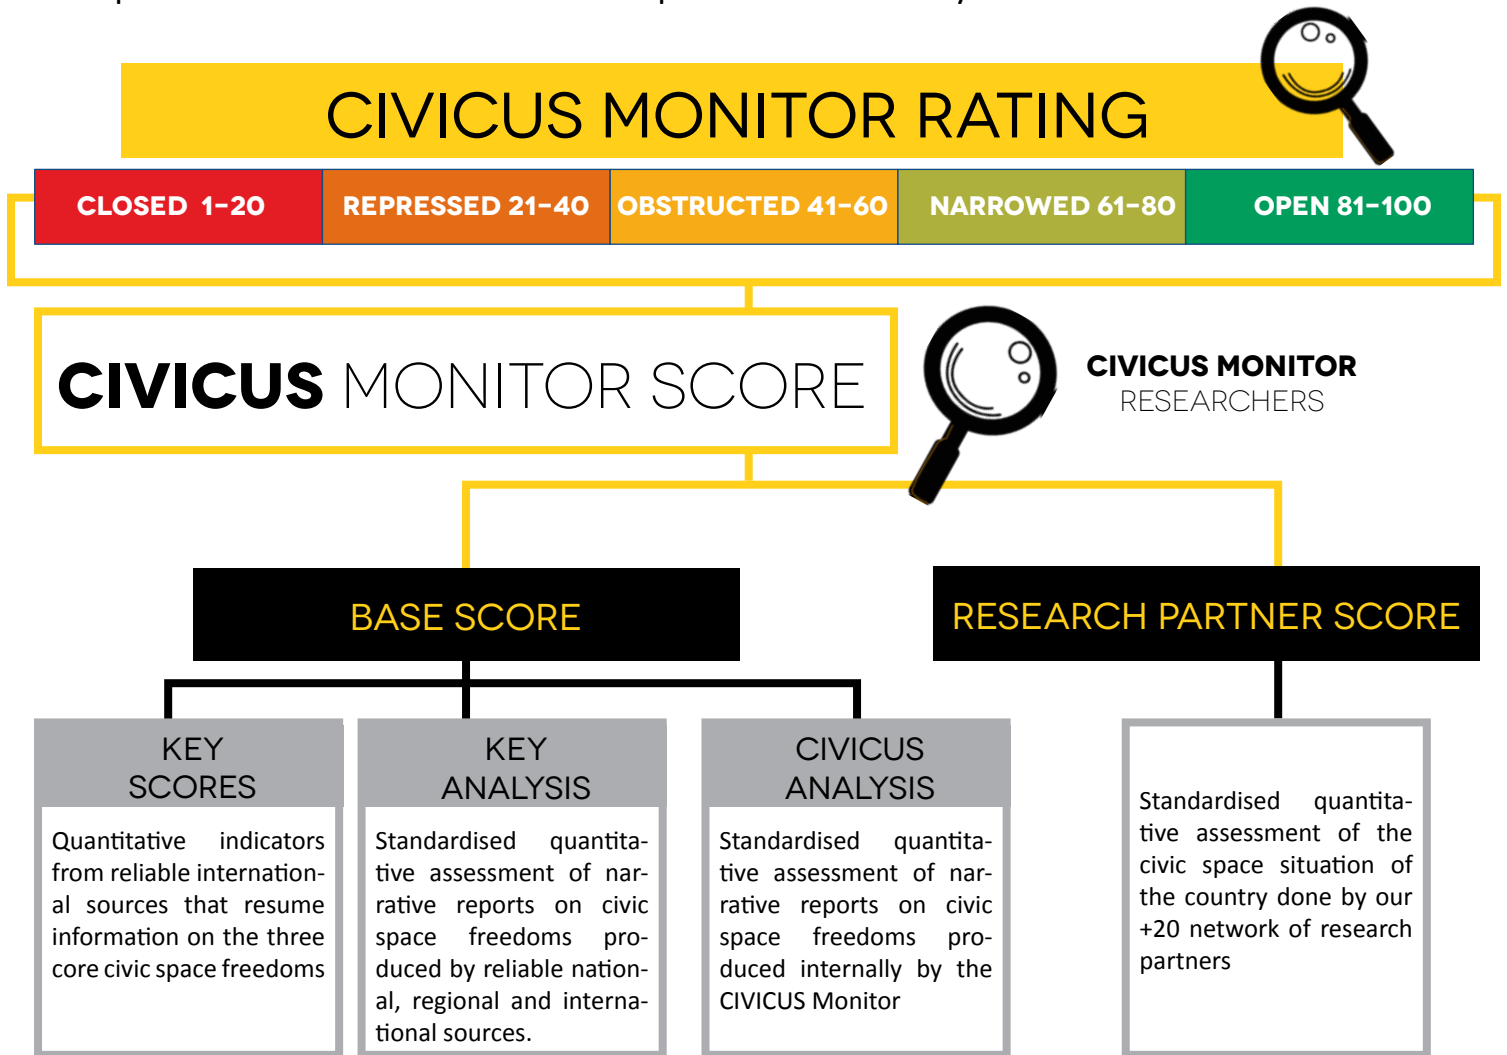 CIVICUS MONITOR RATING
CLOSED 1-20
REPRESSED 21-40
OBSTRUCTED 41-60
NARROWED 61-80
OPEN 81-100
CIVICUS MONITOR SCORE
CIVICUS MONITOR
RESEARCHERS
BASE SCORE
RESEARCH PARTNER SCORE
KEY
SCORES
Quantitative indicators
from reliable internation-
al sources that resume
information on the three
core civic space freedoms
KEY
ANALYSIS
Standardised quantita-
tive assessment of nar-
rative reports on civic
space freedoms pro-
duced by reliable nation-
al, regional and interna-
tional sources.
CIVICUS
ANALYSIS
Standardised quantita-
tive assessment of nar-
rative reports on civic
space freedoms pro-
duced internally by the
CIVICUS Monitor
Standardised quantita-
tive assessment of the
civic space situation of
the country done by our
+20 network of research
partners